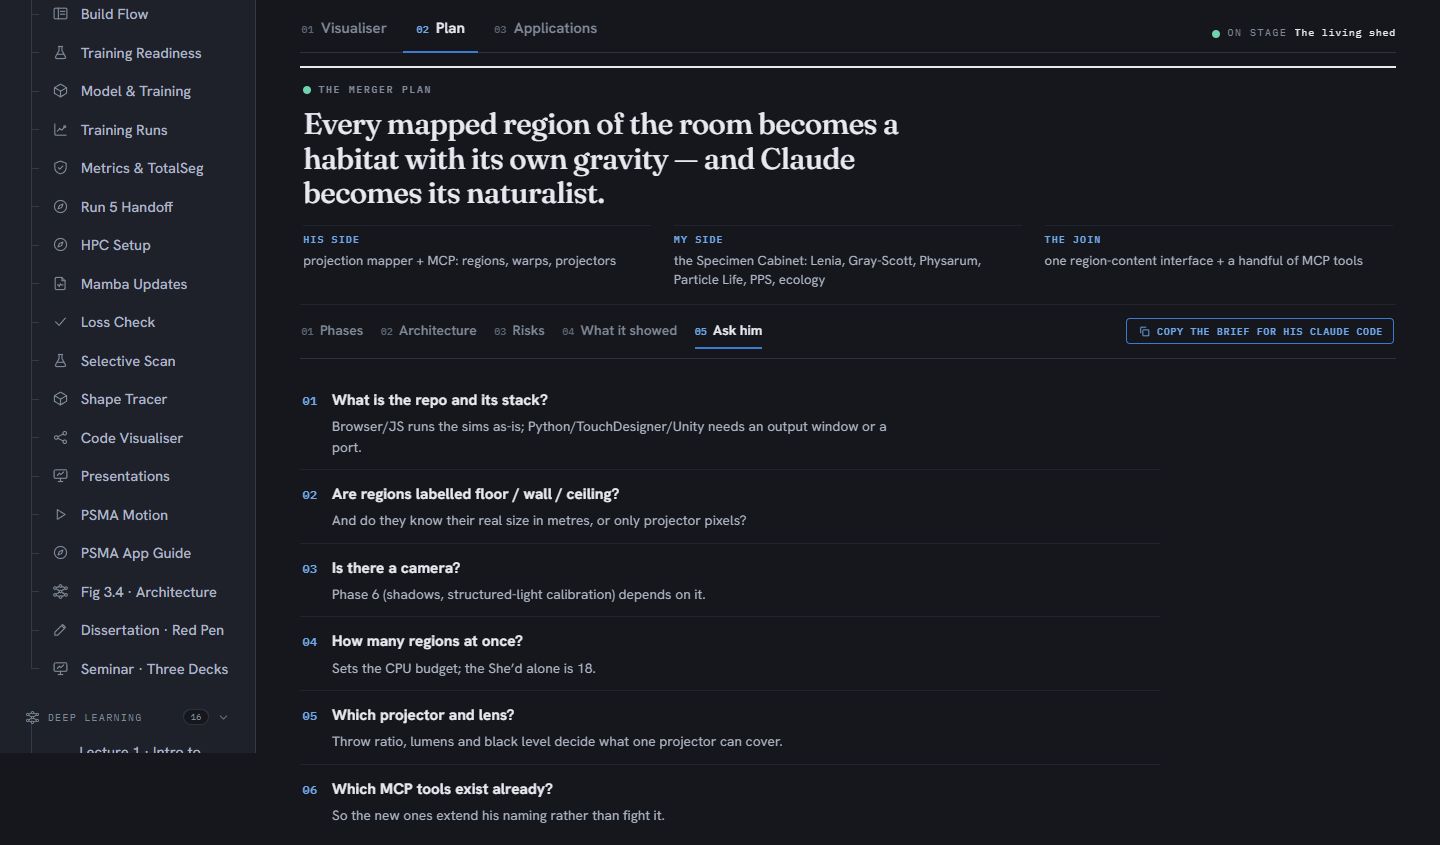 Build Flow
Training Readiness
Model & Training
Training Runs
Metrics & TotalSeg
Run 5 Handoff
HPC Setup
Mamba Updates
Loss Check
Selective Scan
Shape Tracer
Code Visualiser
Presentations
PSMA Motion
PSMA App Guide
Fig 3.4 · Architecture
Dissertation · Red Pen
Seminar · Three Decks
DEEP LEARNING 16
Lecture 1 · Intro to
01 Visualiser 02 Plan 03 Applications
ON STAGE The living shed
THE MERGER PLAN
Every mapped region of the room becomes a
habitat with its own gravity — and Claude
becomes its naturalist.
HIS SIDE
projection mapper + MCP: regions, warps, projectors
MY SIDE
the Specimen Cabinet: Lenia, Gray-Scott, Physarum,
Particle Life, PPS, ecology
THE JOIN
one region-content interface + a handful of MCP tools
01 Phases 02 Architecture 03 Risks 04 What it showed 05 Ask him
COPY THE BRIEF FOR HIS CLAUDE CODE
01 What is the repo and its stack?
Browser/JS runs the sims as-is; Python/TouchDesigner/Unity needs an output window or a
port.
02 Are regions labelled floor / wall / ceiling?
And do they know their real size in metres, or only projector pixels?
03 Is there a camera?
Phase 6 (shadows, structured-light calibration) depends on it.
04 How many regions at once?
Sets the CPU budget; the She’d alone is 18.
05 Which projector and lens?
Throw ratio, lumens and black level decide what one projector can cover.
06 Which MCP tools exist already?
So the new ones extend his naming rather than fight it.